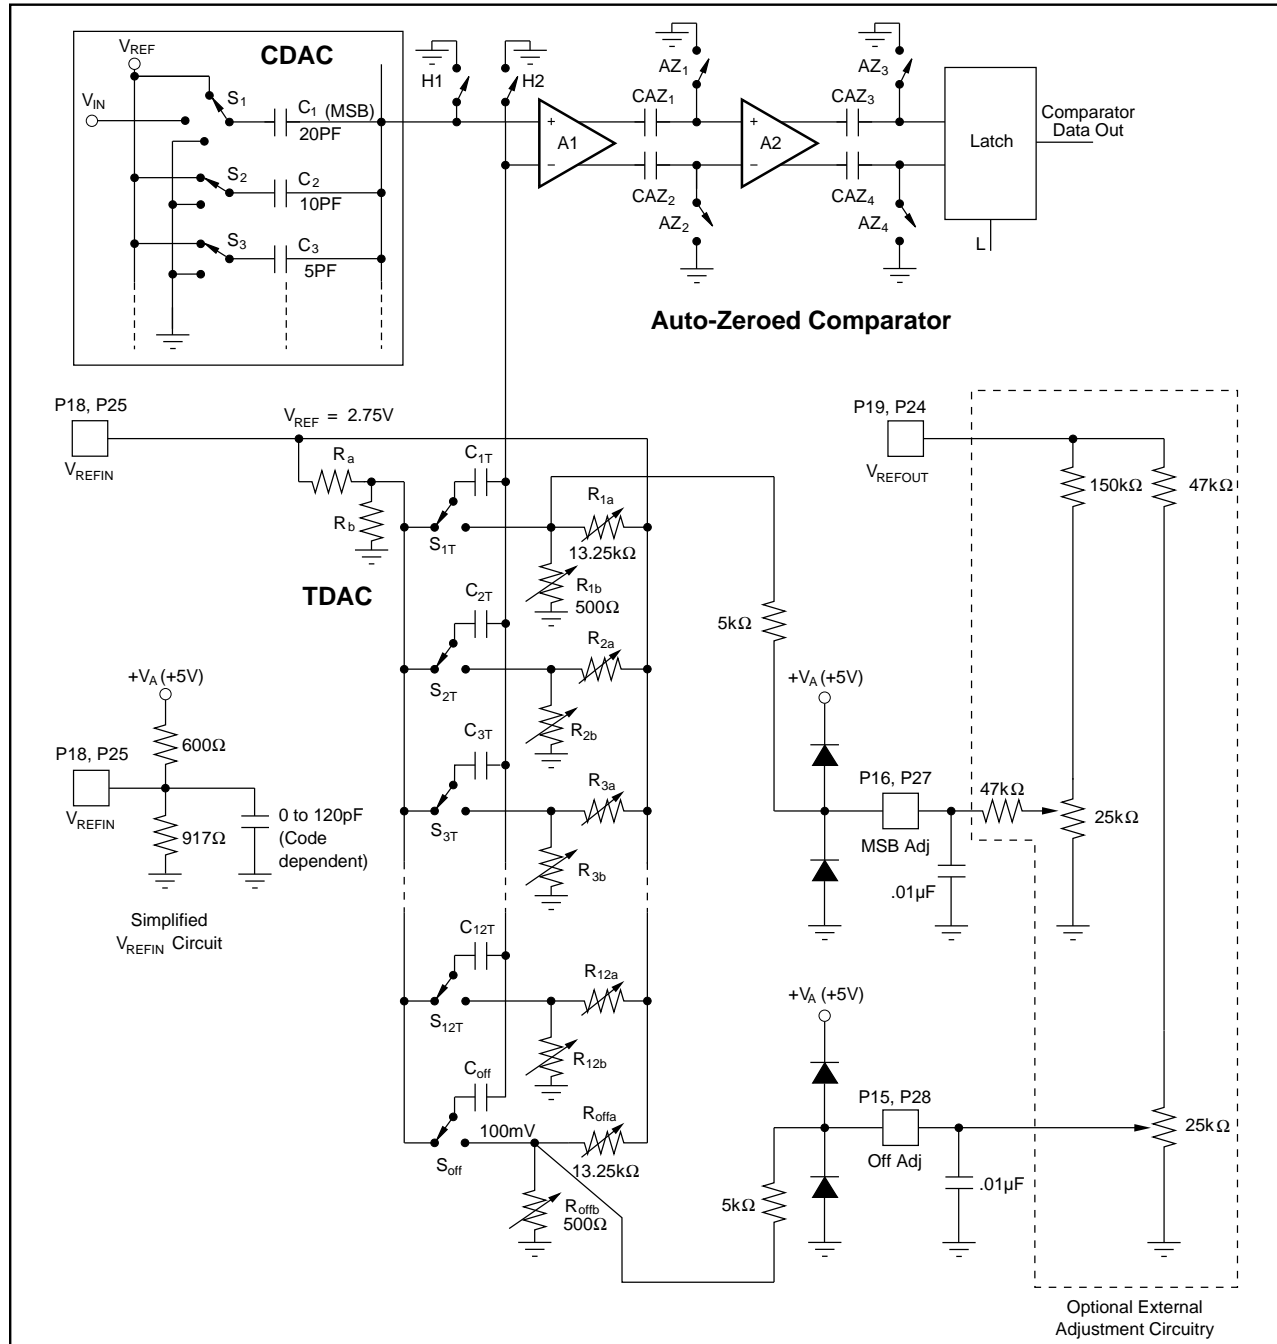 CDAC
V_REF
V_IN
S_1
C_1 (MSB)
20PF
S_2
C_2
10PF
S_3
C_3
5PF
H1
H2
A1
+
−
CAZ_1
CAZ_2
AZ_1
AZ_2
A2
+
−
CAZ_3
CAZ_4
AZ_3
AZ_4
Latch
L
Comparator
Data Out
Auto-Zeroed Comparator
P18, P25
V_REFIN
V_REF = 2.75V
R_a
R_b
C_1T
S_1T
R_1a
13.25kΩ
R_1b
500Ω
TDAC
C_2T
S_2T
R_2a
R_2b
C_3T
S_3T
R_3a
R_3b
C_12T
S_12T
R_12a
R_12b
C_off
S_off
100mV
R_offa
13.25kΩ
R_offb
500Ω
+V_A (+5V)
600Ω
P18, P25
V_REFIN
917Ω
0 to 120pF
(Code
dependent)
Simplified
V_REFIN Circuit
P19, P24
V_REFOUT
150kΩ
47kΩ
5kΩ
+V_A (+5V)
P16, P27
MSB Adj
47kΩ
25kΩ
.01µF
+V_A (+5V)
P15, P28
Off Adj
5kΩ
.01µF
25kΩ
Optional External
Adjustment Circuitry